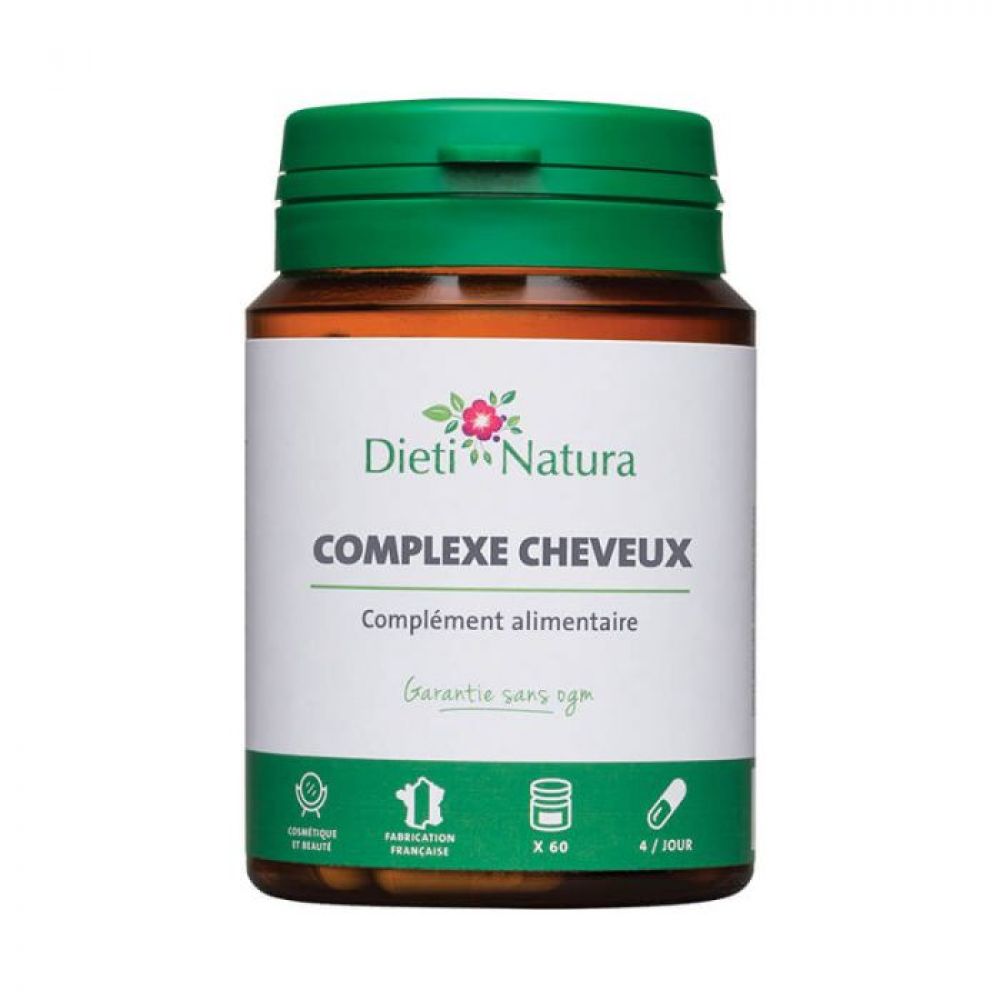 Dieti Natura
COMPLEXE CHEVEUX
Complément alimentaire
Garantie sans ogm
COSMÉTIQUE
ET BEAUTÉ
FABRICATION
FRANÇAISE
X 60
4 / JOUR